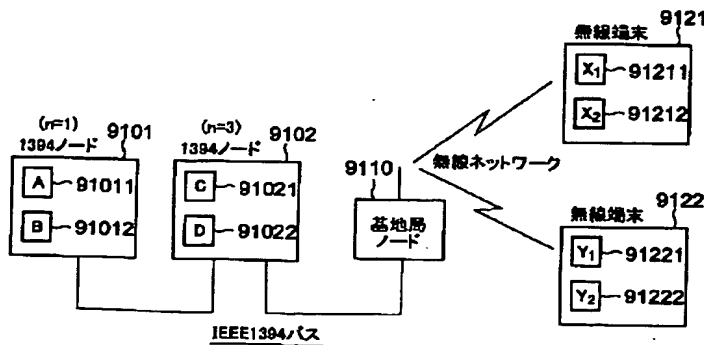 (n=1)
1394ノード
9101
A
91011
B
91012
(n=3)
1394ノード
9102
C
91021
D
91022
IEEE1394バス
9110
基地局
ノード
無線ネットワーク
無線端末
9121
X1
91211
X2
91212
無線端末
9122
Y1
91221
Y2
91222